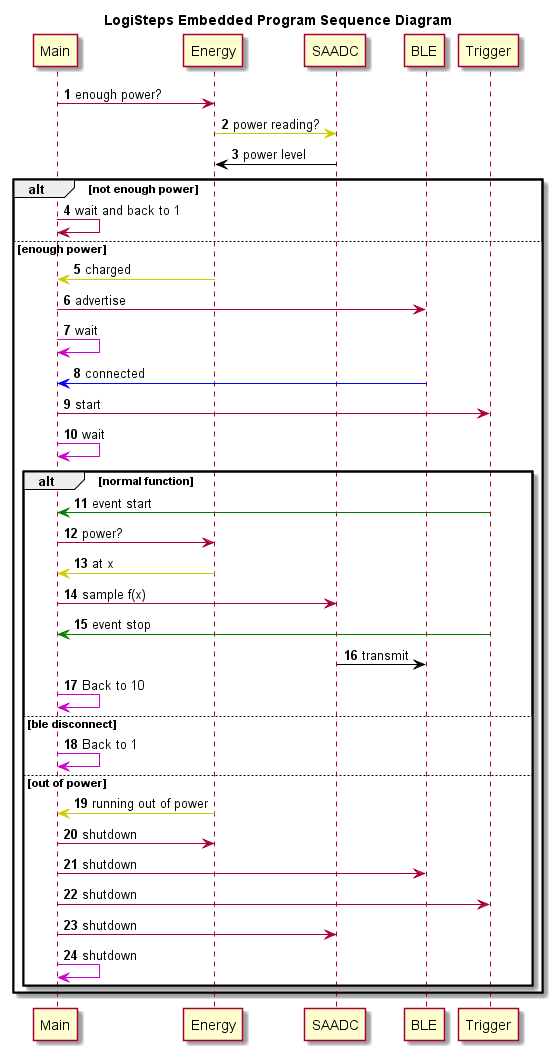 LogiSteps Embedded Program Sequence Diagram
Main Energy SAADC BLE Trigger
1 enough power?
2 power reading?
3 power level
alt [not enough power]
4 wait and back to 1
[enough power]
5 charged
6 advertise
7 wait
8 connected
9 start
10 wait
alt [normal function]
11 event start
12 power?
13 at x
14 sample f(x)
15 event stop
16 transmit
17 Back to 10
[ble disconnect]
18 Back to 1
[out of power]
19 running out of power
20 shutdown
21 shutdown
22 shutdown
23 shutdown
24 shutdown
Main Energy SAADC BLE Trigger